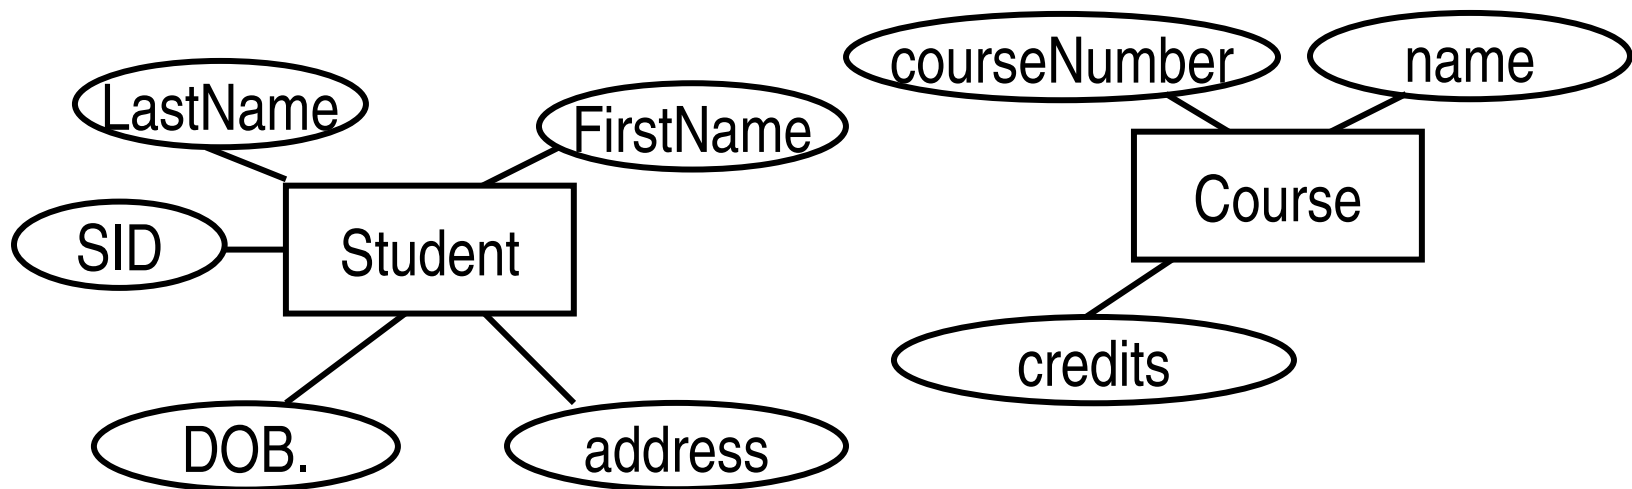 courseNumber
name
LastName
FirstName
Course
SID
Student
credits
DOB.
address